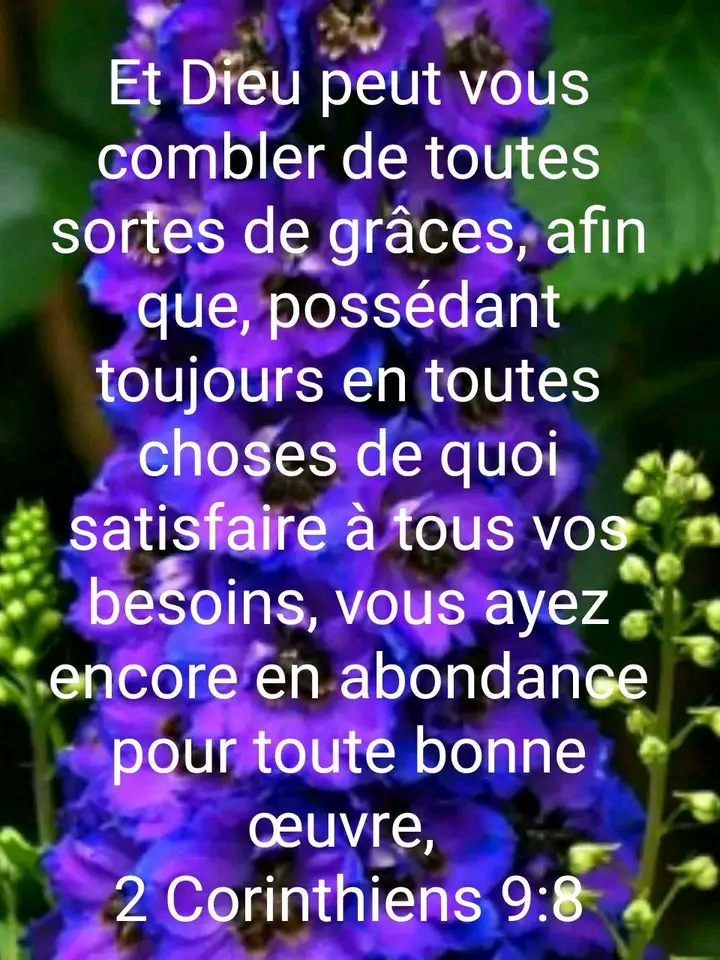 Et Dieu peut vous
combler de toutes
sortes de grâces, afin
que, possédant
toujours en toutes
choses de quoi
satisfaire à tous vos
besoins, vous ayez
encore en abondance
pour toute bonne
œuvre,
2 Corinthiens 9:8